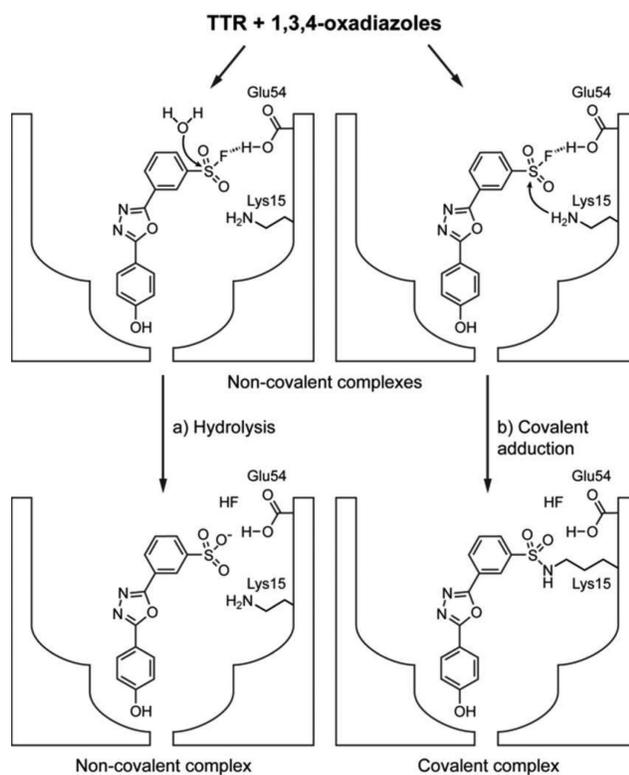 TTR + 1,3,4-oxadiazoles
Glu54
Glu54
H H
O
O
O
H
O
F
S
O
Lys15
H2N
N
N
O
OH
O
O
H
O
F
S
O
Lys15
H2N
N
N
O
OH
Non-covalent complexes
a) Hydrolysis
b) Covalent
adduction
Glu54
Glu54
HF
O
H
O
O
O-
S
O
Lys15
H2N
N
N
O
OH
HF
O
H
O
O
O
S
N
H
Lys15
N
N
O
OH
Non-covalent complex
Covalent complex